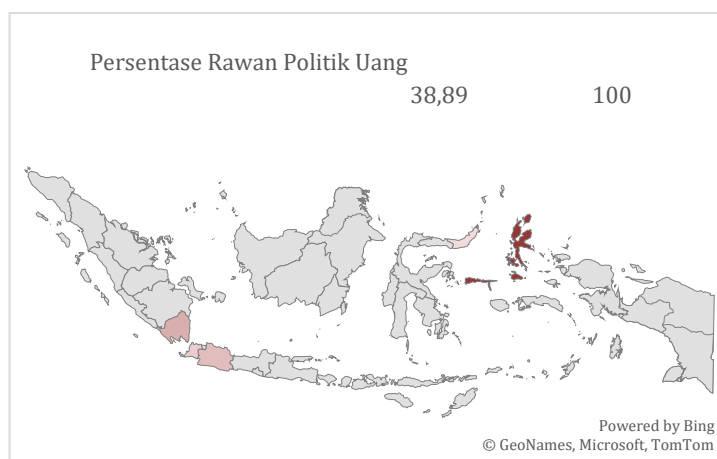 Persentase Rawan Politik Uang
38,89 100
Powered by Bing
© GeoNames, Microsoft, TomTom